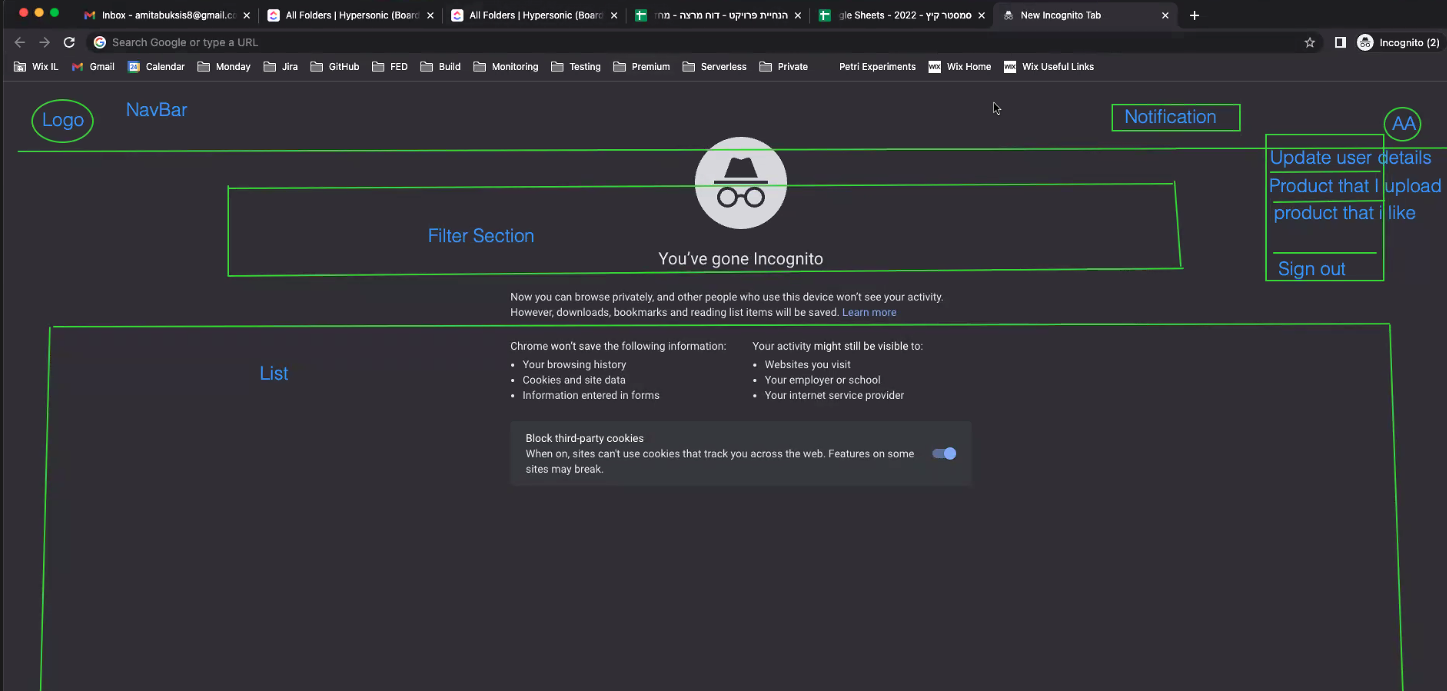 Inbox - amitabuksis8@gmail.co
All Folders | Hypersonic (Board
All Folders | Hypersonic (Board
הנחיית פרויקט - דוח מרצה - מחז
סמסטר קיץ - 2022 - gle Sheets
New Incognito Tab
Search Google or type a URL
Incognito (2)
Wix IL
Gmail
Calendar
Monday
Jira
GitHub
FED
Build
Monitoring
Testing
Premium
Serverless
Private
Petri Experiments
WIX Wix Home
WIX Wix Useful Links
Logo
NavBar
Notification
AA
Update user details
Product that I upload
product that i like
Sign out
Filter Section
You've gone Incognito
Now you can browse privately, and other people who use this device won't see your activity.
However, downloads, bookmarks and reading list items will be saved. Learn more
List
Chrome won't save the following information:
• Your browsing history
• Cookies and site data
• Information entered in forms
Your activity might still be visible to:
• Websites you visit
• Your employer or school
• Your internet service provider
Block third-party cookies
When on, sites can't use cookies that track you across the web. Features on some
sites may break.